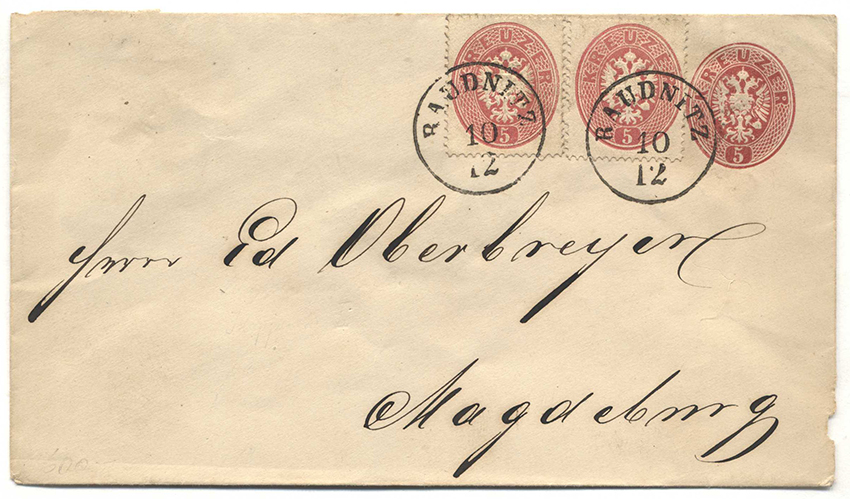 KREUZER KREUZER KREUZER
5 5 5
RAUDNITZ RAUDNITZ
10 10
12 12
Herrn Ed Oberbreyer
Magdeburg